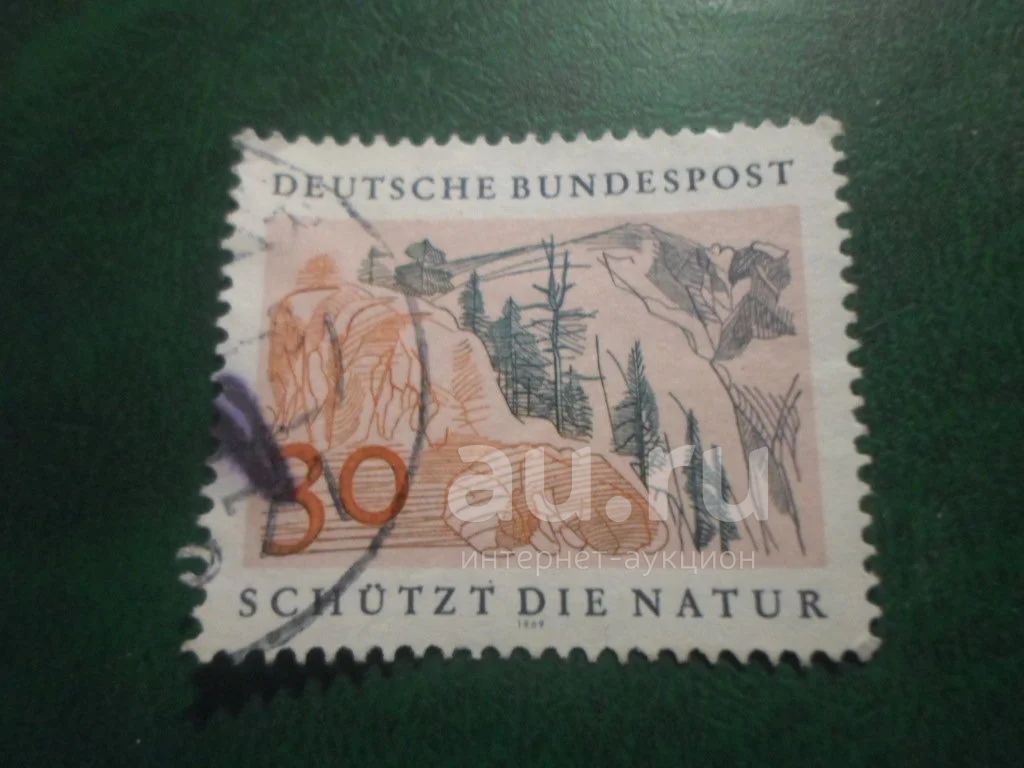 DEUTSCHE BUNDESPOST
30
au.ru
интернет-аукцион
SCHÜTZT DIE NATUR
1969